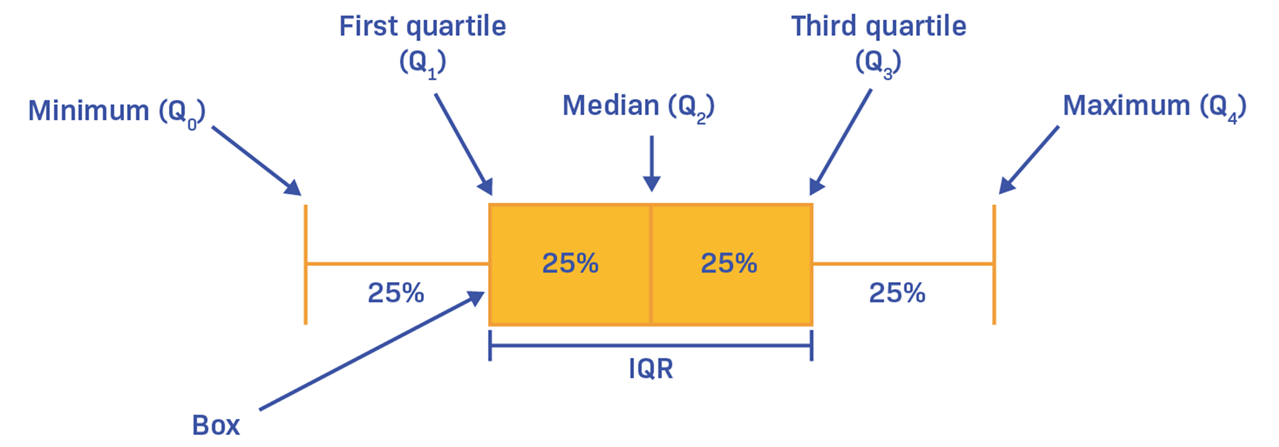 First quartile
(Q₁)
Third quartile
(Q₃)
Minimum (Q₀)
Median (Q₂)
Maximum (Q₄)
25%
25%
25%
25%
IQR
Box